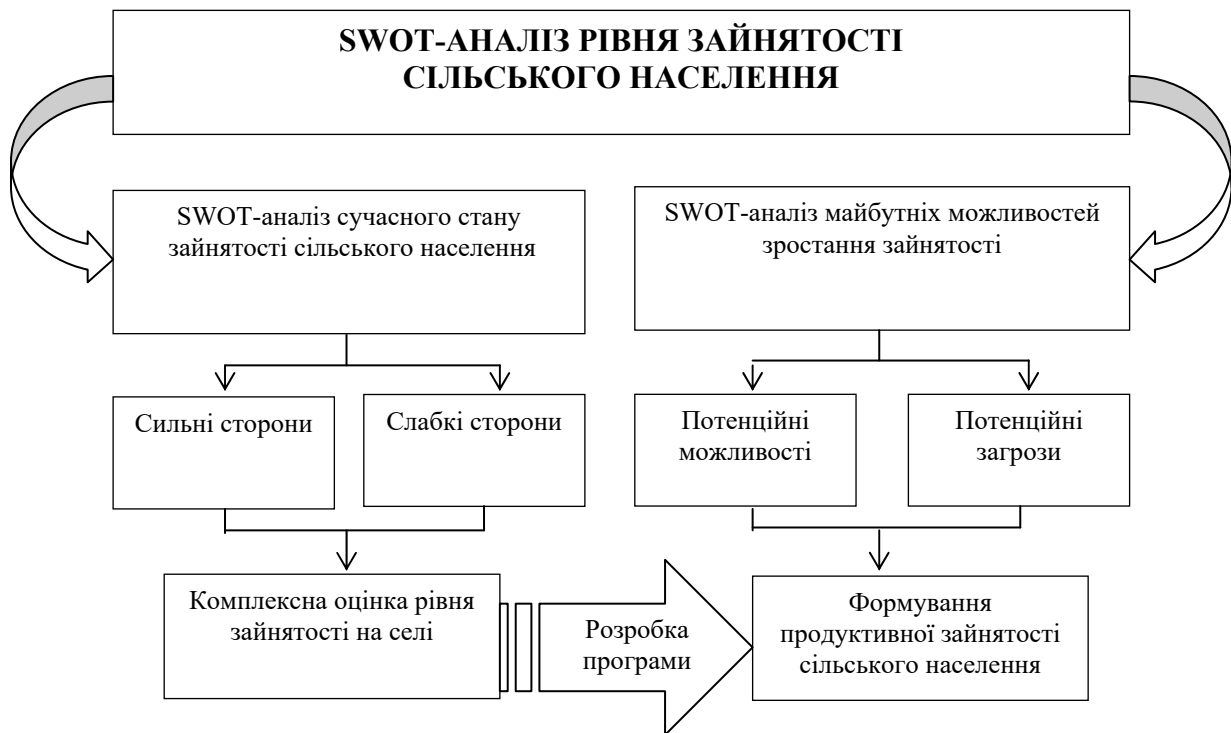 SWOT-АНАЛІЗ РІВНЯ ЗАЙНЯТОСТІ
СІЛЬСЬКОГО НАСЕЛЕННЯ
SWOT-аналіз сучасного стану
зайнятості сільського населення
SWOT-аналіз майбутніх можливостей
зростання зайнятості
Сильні сторони
Слабкі сторони
Потенційні
можливості
Потенційні
загрози
Комплексна оцінка рівня
зайнятості на селі
Розробка
програми
Формування
продуктивної зайнятості
сільського населення